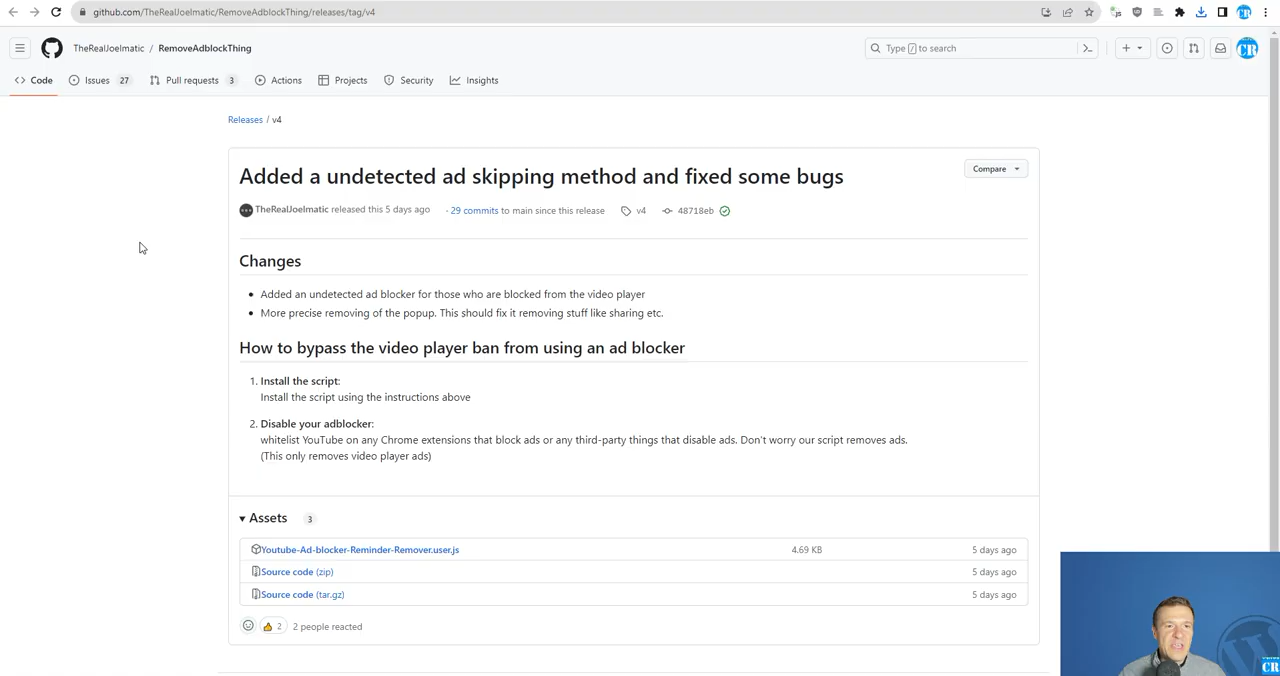 github.com/TheRealJoelmatic/RemoveAdblockThing/releases/tag/v4
TheRealJoelmatic / RemoveAdblockThing
Type / to search
Code
Issues 27
Pull requests 3
Actions
Projects
Security
Insights
Releases / v4
Added a undetected ad skipping method and fixed some bugs
Compare
TheRealJoelmatic released this 5 days ago · 29 commits to main since this release v4 48718eb
Changes
Added an undetected ad blocker for those who are blocked from the video player
More precise removing of the popup. This should fix it removing stuff like sharing etc.
How to bypass the video player ban from using an ad blocker
1. Install the script:
Install the script using the instructions above
2. Disable your adblocker:
whitelist YouTube on any Chrome extensions that block ads or any third-party things that disable ads. Don't worry our script removes ads.
(This only removes video player ads)
Assets 3
Youtube-Ad-blocker-Reminder-Remover.user.js 4.69 KB 5 days ago
Source code (zip) 5 days ago
Source code (tar.gz) 5 days ago
2 2 people reacted
CR
CR
CR